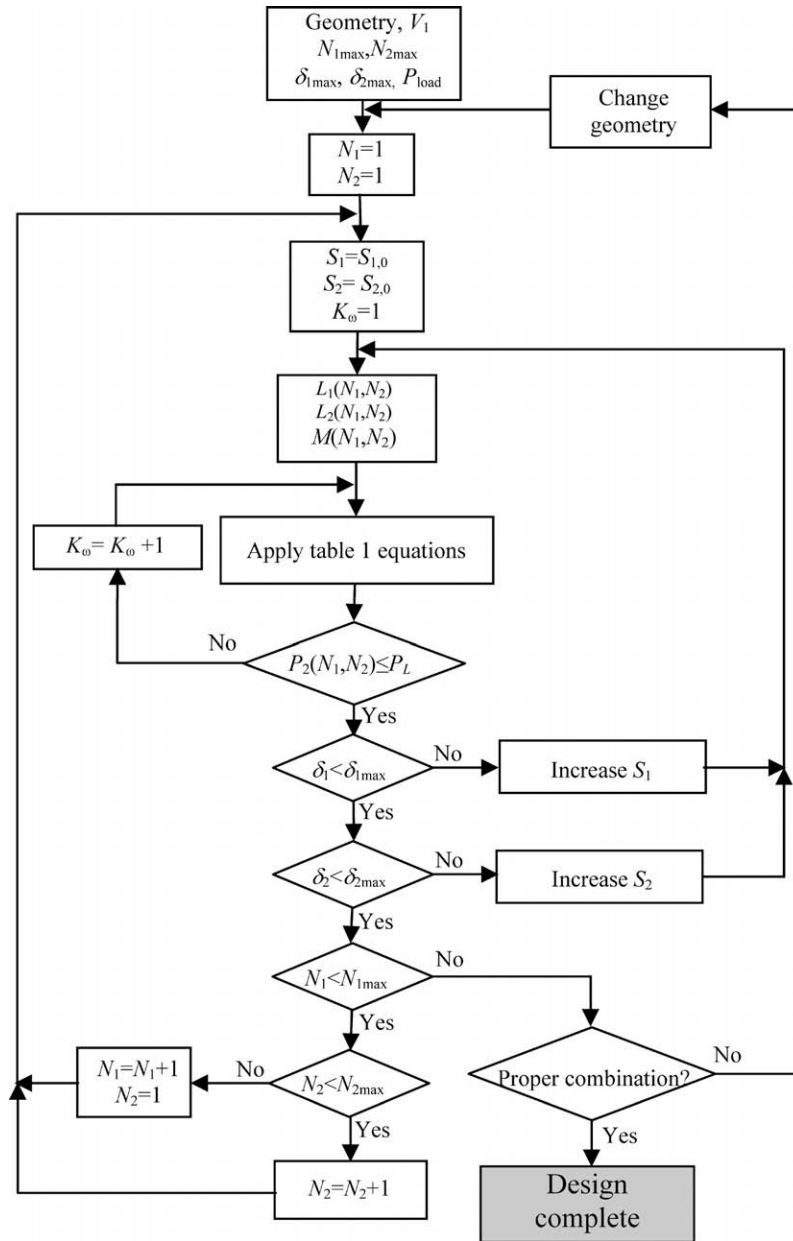 Geometry, V₁
N₁ₘₐₓ,N₂ₘₐₓ
δ₁ₘₐₓ, δ₂ₘₐₓ, Pload
Change
geometry
N₁=1
N₂=1
S₁=S₁,₀
S₂= S₂,₀
Kω=1
L₁(N₁,N₂)
L₂(N₁,N₂)
M(N₁,N₂)
Kω= Kω +1
Apply table 1 equations
No
P₂(N₁,N₂)≤PL
Yes
δ₁<δ₁ₘₐₓ
No
Increase S₁
Yes
δ₂<δ₂ₘₐₓ
No
Increase S₂
Yes
N₁<N₁ₘₐₓ
No
Yes
N₁=N₁+1
N₂=1
No
N₂<N₂ₘₐₓ
Proper combination?
No
Yes
Yes
N₂=N₂+1
Design
complete